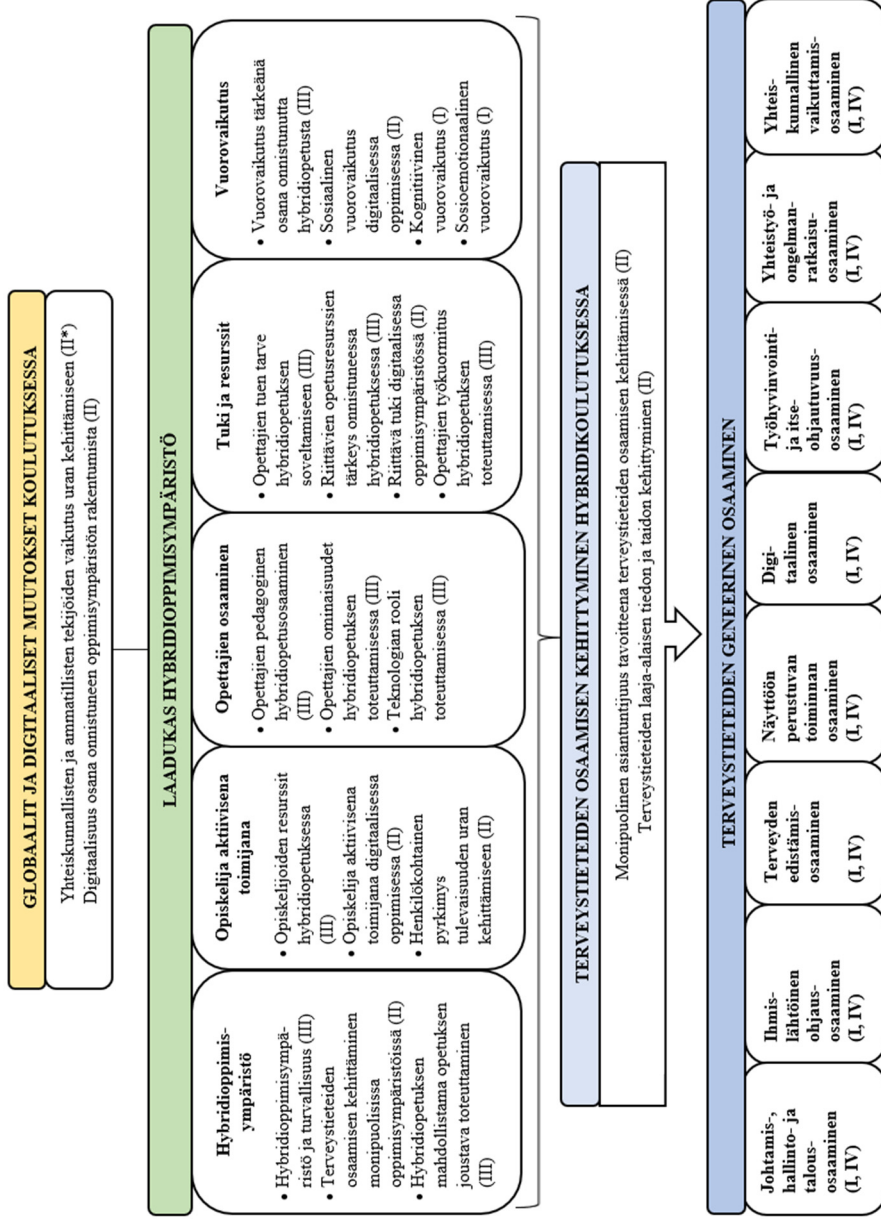 GLOBAALIT JA DIGITAALISET MUUTOKSET KOULUTUKSESSA
Yhteiskunnallisten ja ammatillisten tekijöiden vaikutus uran kehittämiseen (II*)
Digitaalisuus osana onnistuneen oppimisympäristön rakentumista (II)
LAADUKAS HYBRIDIOPPIMISYMPÄRISTÖ
Hybridioppimis-
ympäristö
• Hybridioppimisympä-
ristö ja turvallisuus (III)
• Terveystieteiden
osaamisen kehittäminen
monipuolisissa
oppimisympäristöissä (II)
• Hybridiopetuksen
mahdollistama opetuksen
joustava toteuttaminen
(III)
Opiskelija aktiivisena
toimijana
• Opiskelijoiden resurssit
hybridiopetuksessa
(III)
• Opiskelija aktiivisena
toimijana digitaalisessa
oppimisessa (II)
• Henkilökohtainen
pyrkimys
tulevaisuuden uran
kehittämiseen (II)
Opettajien osaaminen
• Opettajien pedagoginen
hybridiopetusosaaminen
(III)
• Opettajien ominaisuudet
hybridiopetuksen
toteuttamisessa (III)
• Teknologian rooli
hybridiopetuksen
toteuttamisessa (III)
Tuki ja resurssit
• Opettajien tuen tarve
hybridiopetuksen
soveltamiseen (III)
• Riittävien opetusresurssien
tärkeys onnistuneessa
hybridiopetuksessa (III)
• Riittävä tuki digitaalisessa
oppimisympäristössä (II)
• Opettajien työkuormitus
hybridiopetuksen
toteuttamisessa (III)
Vuorovaikutus
• Vuorovaikutus tärkeänä
osana onnistunutta
hybridiopetusta (III)
• Sosiaalinen
vuorovaikutus
digitaalisessa
oppimisessa (II)
• Kognitiivinen
vuorovaikutus (I)
• Sosioemotionaalinen
vuorovaikutus (I)
TERVEYSTIETEIDEN OSAAMISEN KEHITTYMINEN HYBRIDIKOULUTUKSESSA
Monipuolinen asiantuntijuus tavoitteena terveystieteiden osaamisen kehittämisessä (II)
Terveystieteiden laaja-alaisen tiedon ja taidon kehittyminen (II)
TERVEYSTIETEIDEN GENEERINEN OSAAMINEN
Johtamis-,
hallinto- ja
talous-
osaaminen
(I, IV)
Ihmis-
lähtöinen
ohjaus-
osaaminen
(I, IV)
Terveyden
edistämis-
osaaminen
(I, IV)
Näyttöön
perustuvan
toiminnan
osaaminen
(I, IV)
Digi-
taalinen
osaaminen
(I, IV)
Työhyvinvointi-
ja itse-
ohjautuvuus-
osaaminen
(I, IV)
Yhteistyö- ja
ongelman-
ratkaisu-
osaaminen
(I, IV)
Yhteis-
kunnallinen
vaikuttamis-
osaaminen
(I, IV)